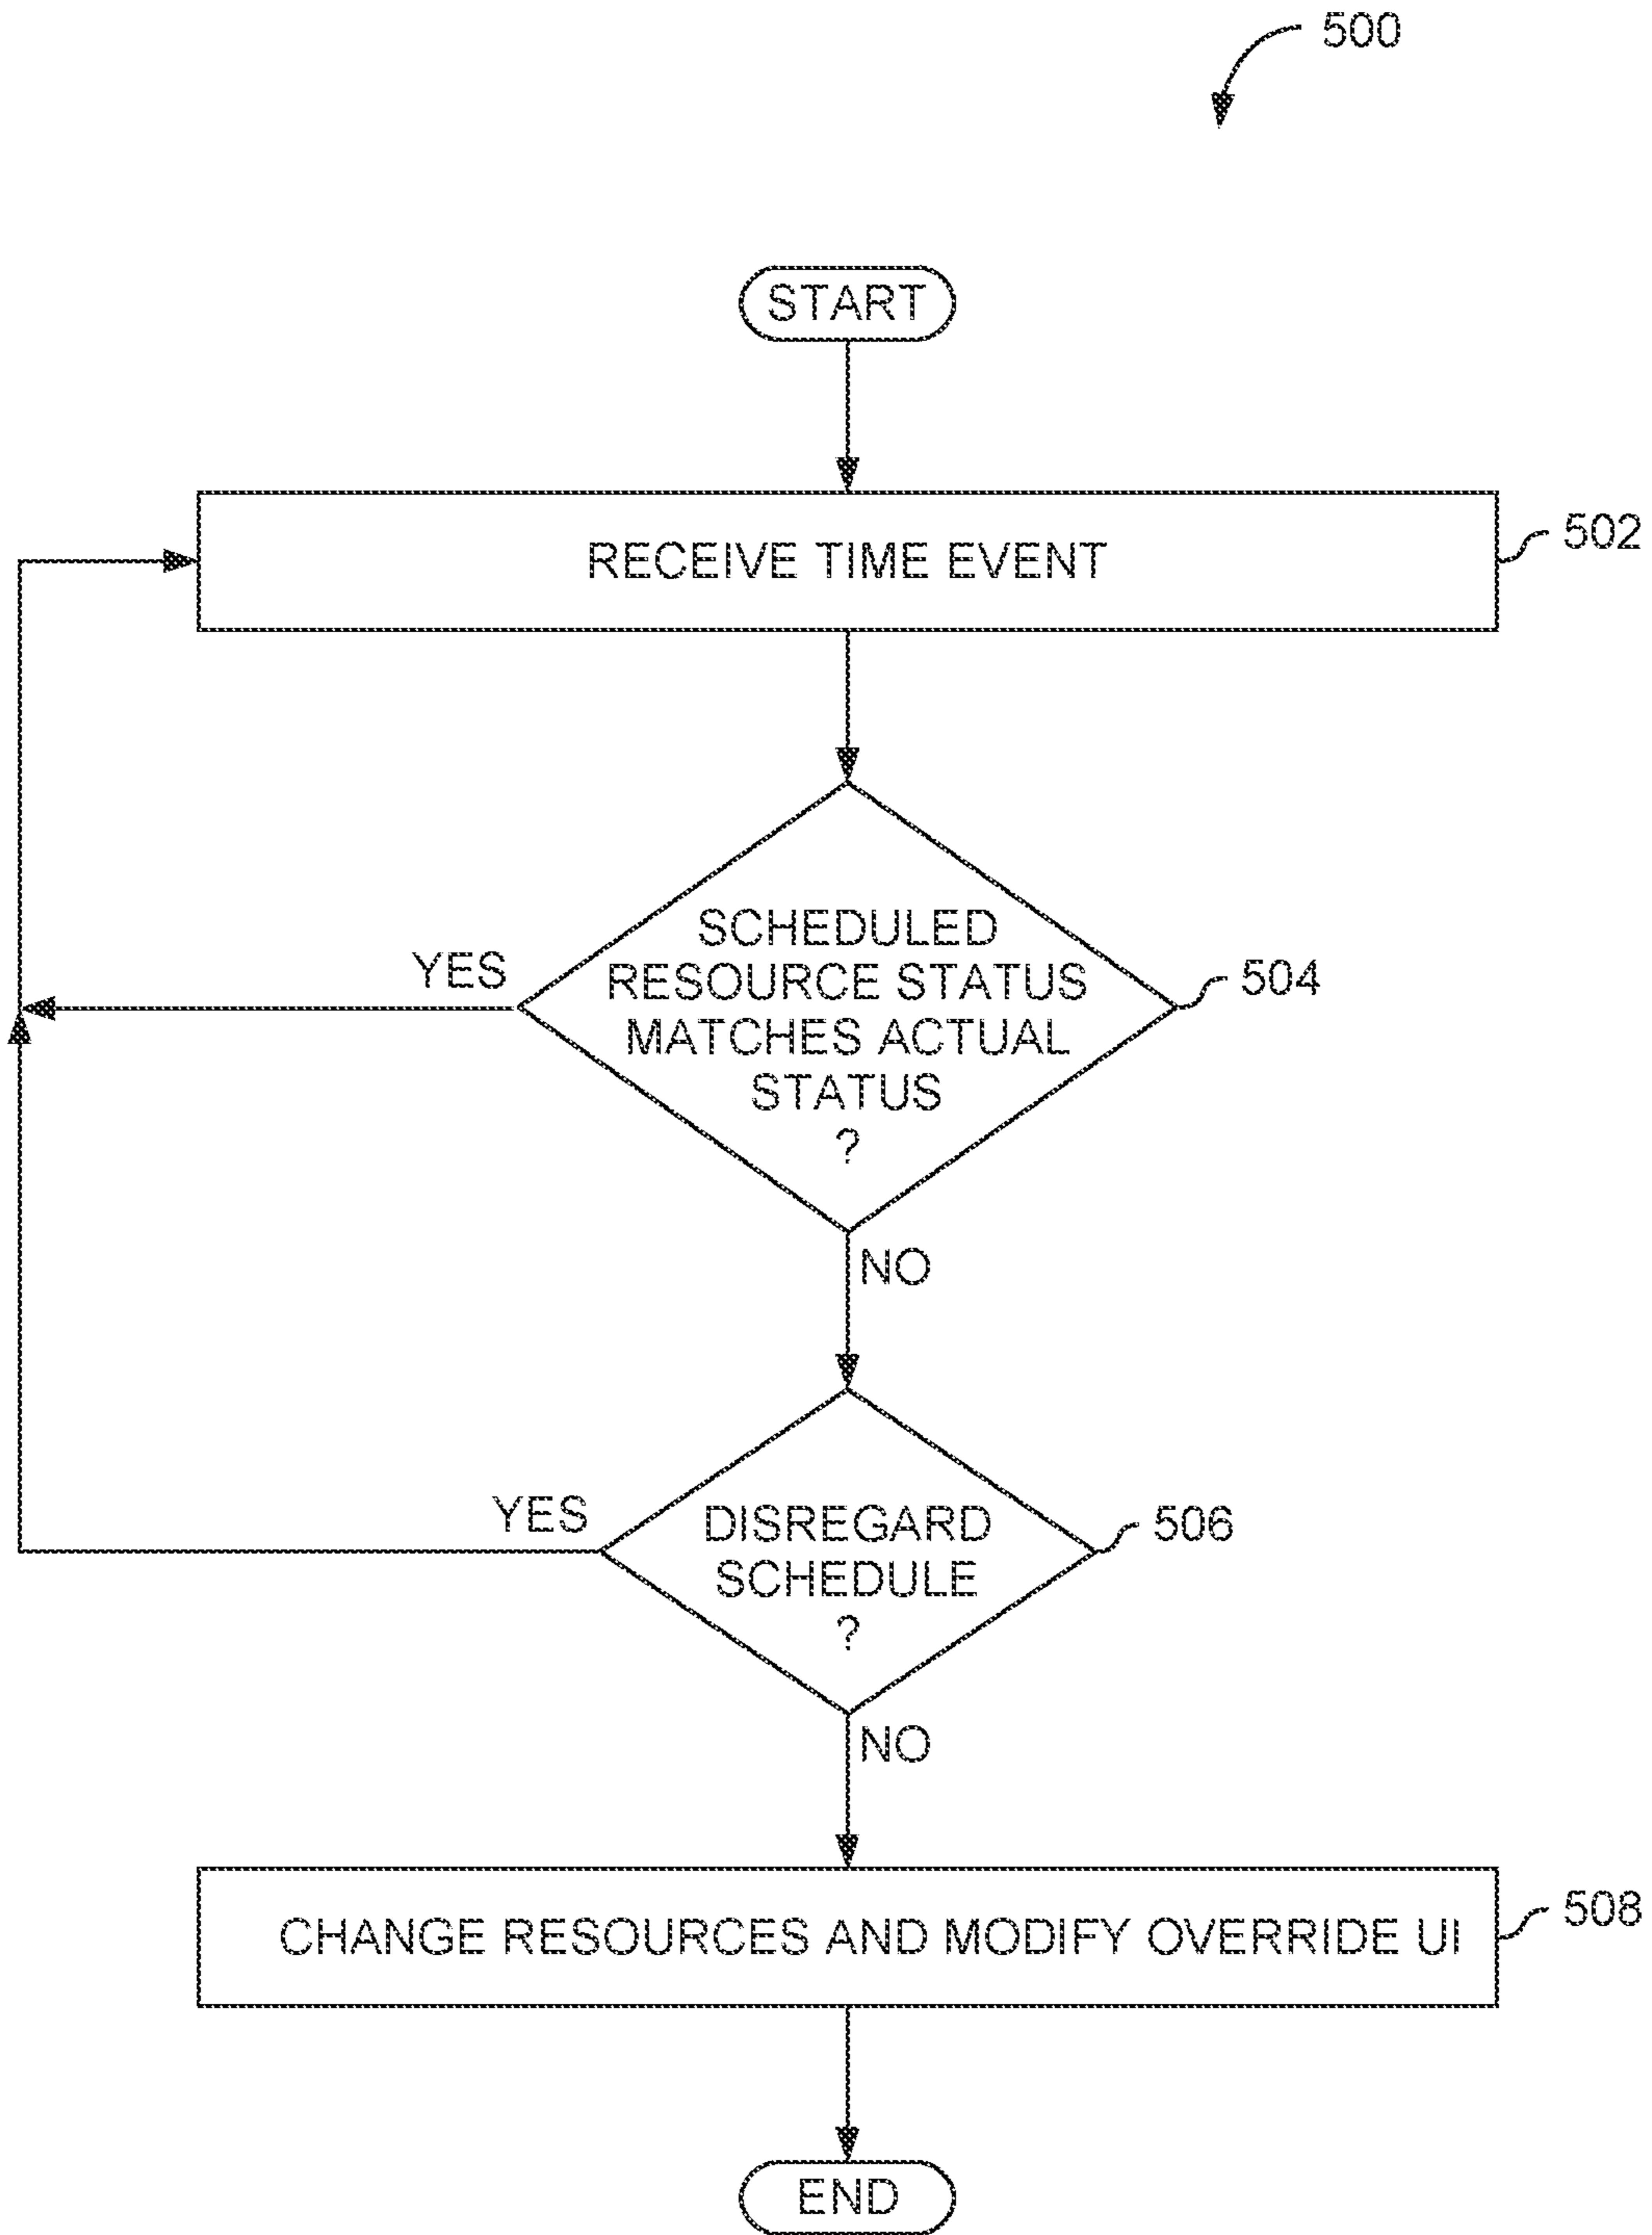 500
START
RECEIVE TIME EVENT
502
SCHEDULED
RESOURCE STATUS
MATCHES ACTUAL
STATUS
?
YES
504
NO
DISREGARD
SCHEDULE
?
YES
506
NO
CHANGE RESOURCES AND MODIFY OVERRIDE UI
508
END